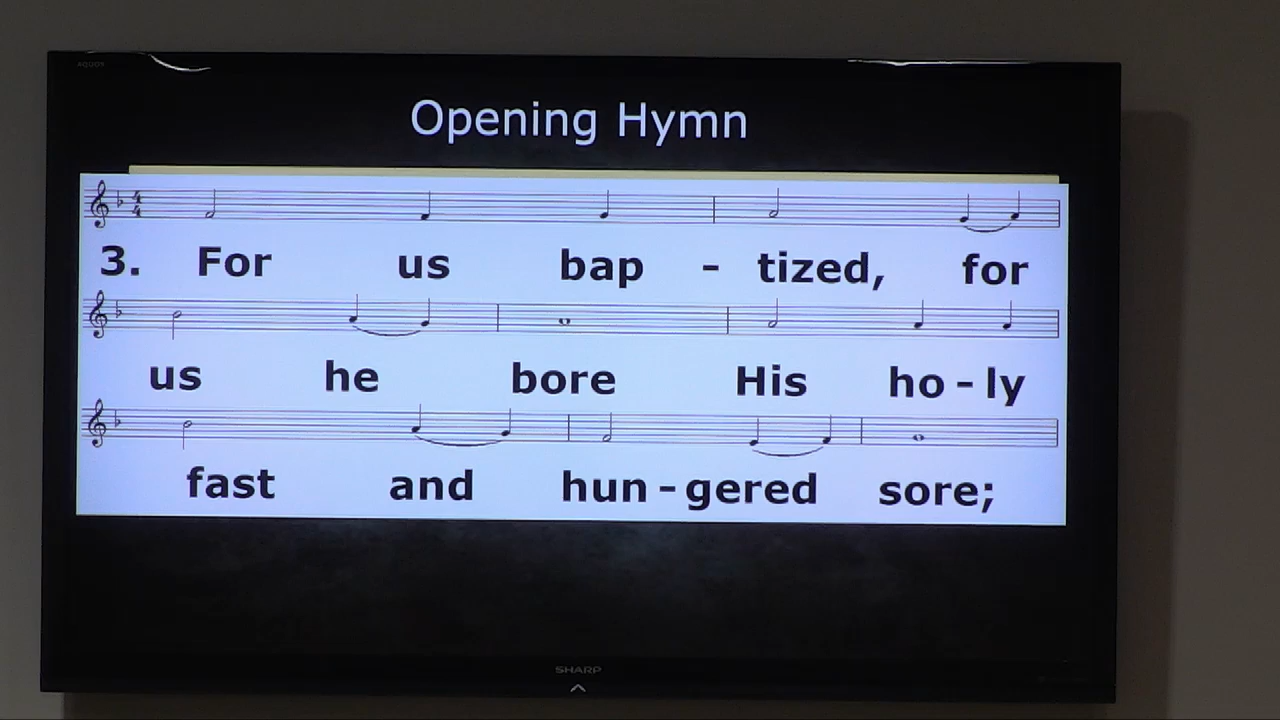 AQUOS
Opening Hymn
3. For us bap - tized, for
us he bore His ho - ly
fast and hun - gered sore;
SHARP